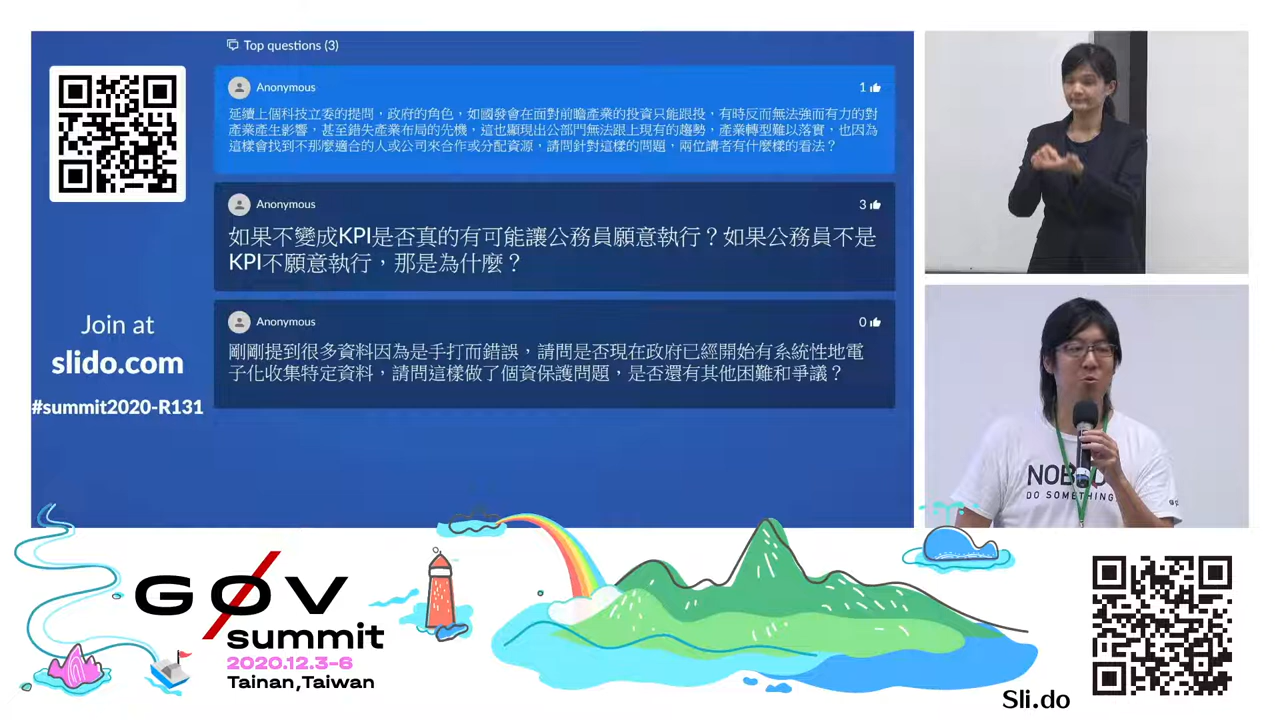 Top questions (3)
Anonymous
1
延續上個科技立委的提問，政府的角色，如國發會在面對前瞻產業的投資只能跟投，有時反而無法強而有力的對
產業產生影響，甚至錯失產業布局的先機，這也顯現出公部門無法跟上現有的趨勢，產業轉型難以落實，也因為
這樣會找到不那麼適合的人或公司來合作或分配資源，請問針對這樣的問題，兩位講者有什麼樣的看法？
Anonymous
3
如果不變成KPI是否真的有可能讓公務員願意執行？如果公務員不是
KPI不願意執行，那是為什麼？
Anonymous
0
剛剛提到很多資料因為是手打而錯誤，請問是否現在政府已經開始有系統性地電
子化收集特定資料，請問這樣做了個資保護問題，是否還有其他困難和爭議？
Join at
slido.com
#summit2020-R131
DO SOMETHING
G0V
summit
2020.12.3-6
Tainan,Taiwan
Sli.do